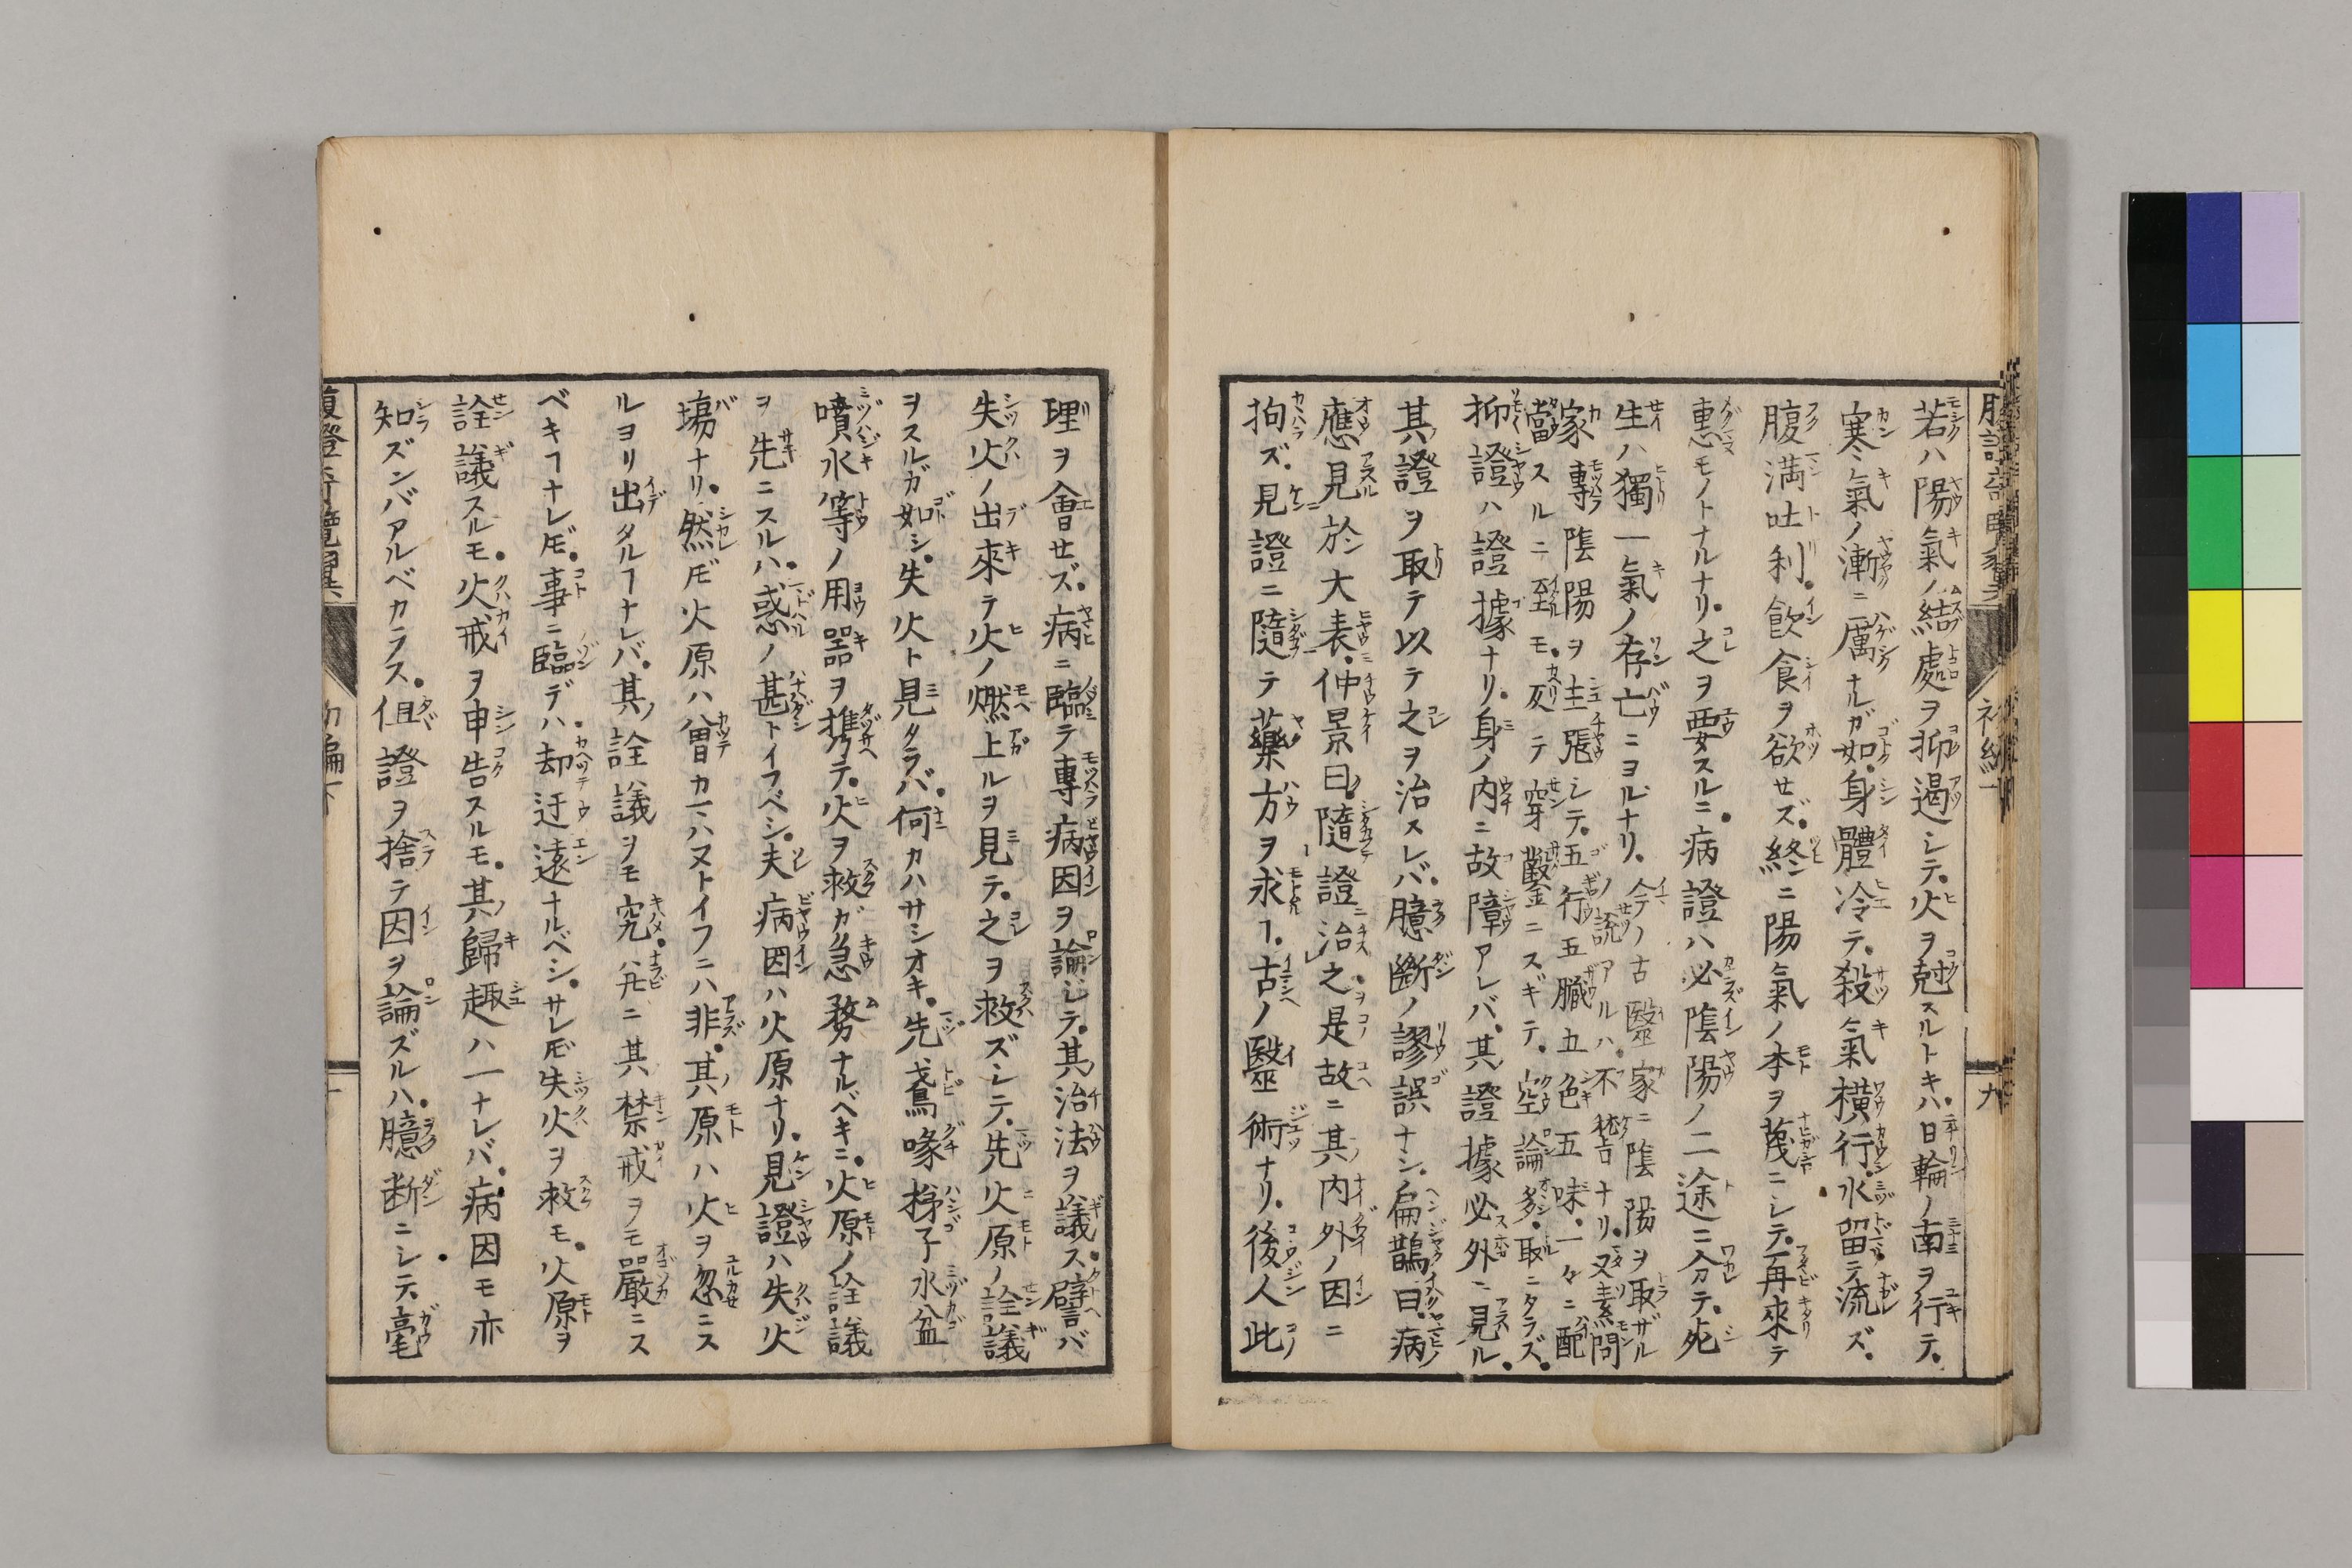 若ハ陽氣ノ結處ヲ抑遏シテ火ヲ尅スルトキハ日輪ノ南ヲ行テ
寒氣ノ漸ニ厲ナルガ如身體冷テ殺氣横行水留テ流ズ
腹満吐利飲食ヲ欲セズ終ニ陽氣ノ本ヲ蔑ニシテ再來テ
惠モノトナルナリ之ヲ要スルニ病證ハ必陰陽ノ二途ニ分テ死
生ハ獨一氣ノ存亡ニヨルナリ今ノ古醫家ニ陰陽ヲ取ザル
ノ説アルハ不稽ナリ又素問
家專陰陽ヲ主張シテ五行五臓五色五味一々ニ配
當スルニ至モ反テ穿鑿ニスギテ空論多取ニタラズ
抑證ハ證據ナリ身ノ内ニ故障アレバ其證據必外ニ見ル
其證ヲ取テ以テ之ヲ治スレバ臆斷ノ謬誤ナシ扁鵲曰病
應見於大表仲景曰隨證治之是故ニ其内外ノ因ニ
拘ズ見證ニ隨テ藥方ヲ求ヿ古ノ醫術ナリ後人此
九
理ヲ會セズ病ニ臨テ專病因ヲ論ジテ其治法ヲ議ス譬バ
失火ノ出來テ火ノ燃上ルヲ見テ之ヲ救ズシテ先火原ノ詮議
ヲスルガ如シ失火ト見タラバ何カハサシオキ先鳶喙梯子水盆
噴水等ノ用器ヲ携テ火ヲ救ガ急務ナルベキニ火原ノ詮議
ヲ先ニスルハ惑ノ甚トイフベシ夫病因ハ火原ナリ見證ハ失火
塲ナリ然𪜈火原ハ曾カマハヌトイフニハ非其原ハ火ヲ忽ニス
ルヨリ出タルヿナレバ其詮議ヲモ究幷ニ其禁戒ヲモ嚴ニス
ベキヿナレ𪜈事ニ臨デハ却迂遠ナルベシサレ𪜈失火ヲ救モ火原ヲ
詮議スルモ火戒ヲ申告スルモ其歸趣ハ一ナレバ病因モ亦
知ズンバアルベカラス但證ヲ捨テ因ヲ論ズルハ臆断ニシテ毫